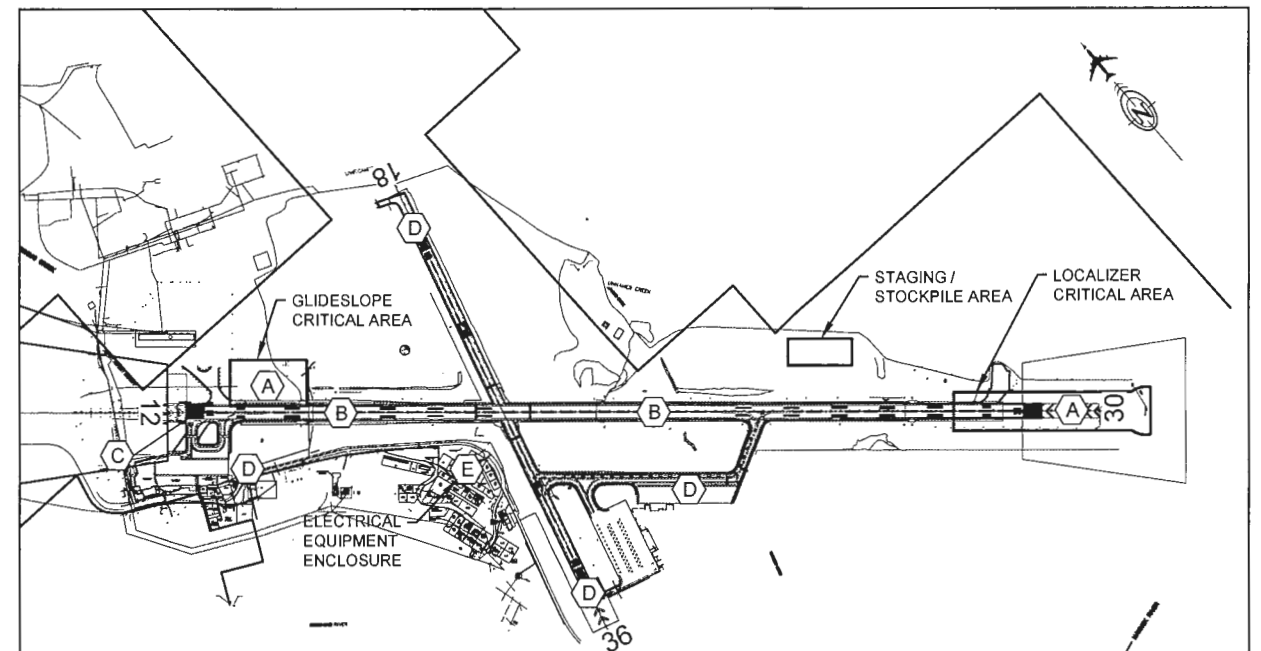 18
D
STAGING /
STOCKPILE AREA
LOCALIZER
CRITICAL AREA
GLIDESLOPE
CRITICAL AREA
A
12
B
B
A
30
C
D
E
D
ELECTRICAL
EQUIPMENT
ENCLOSURE
D
36
N